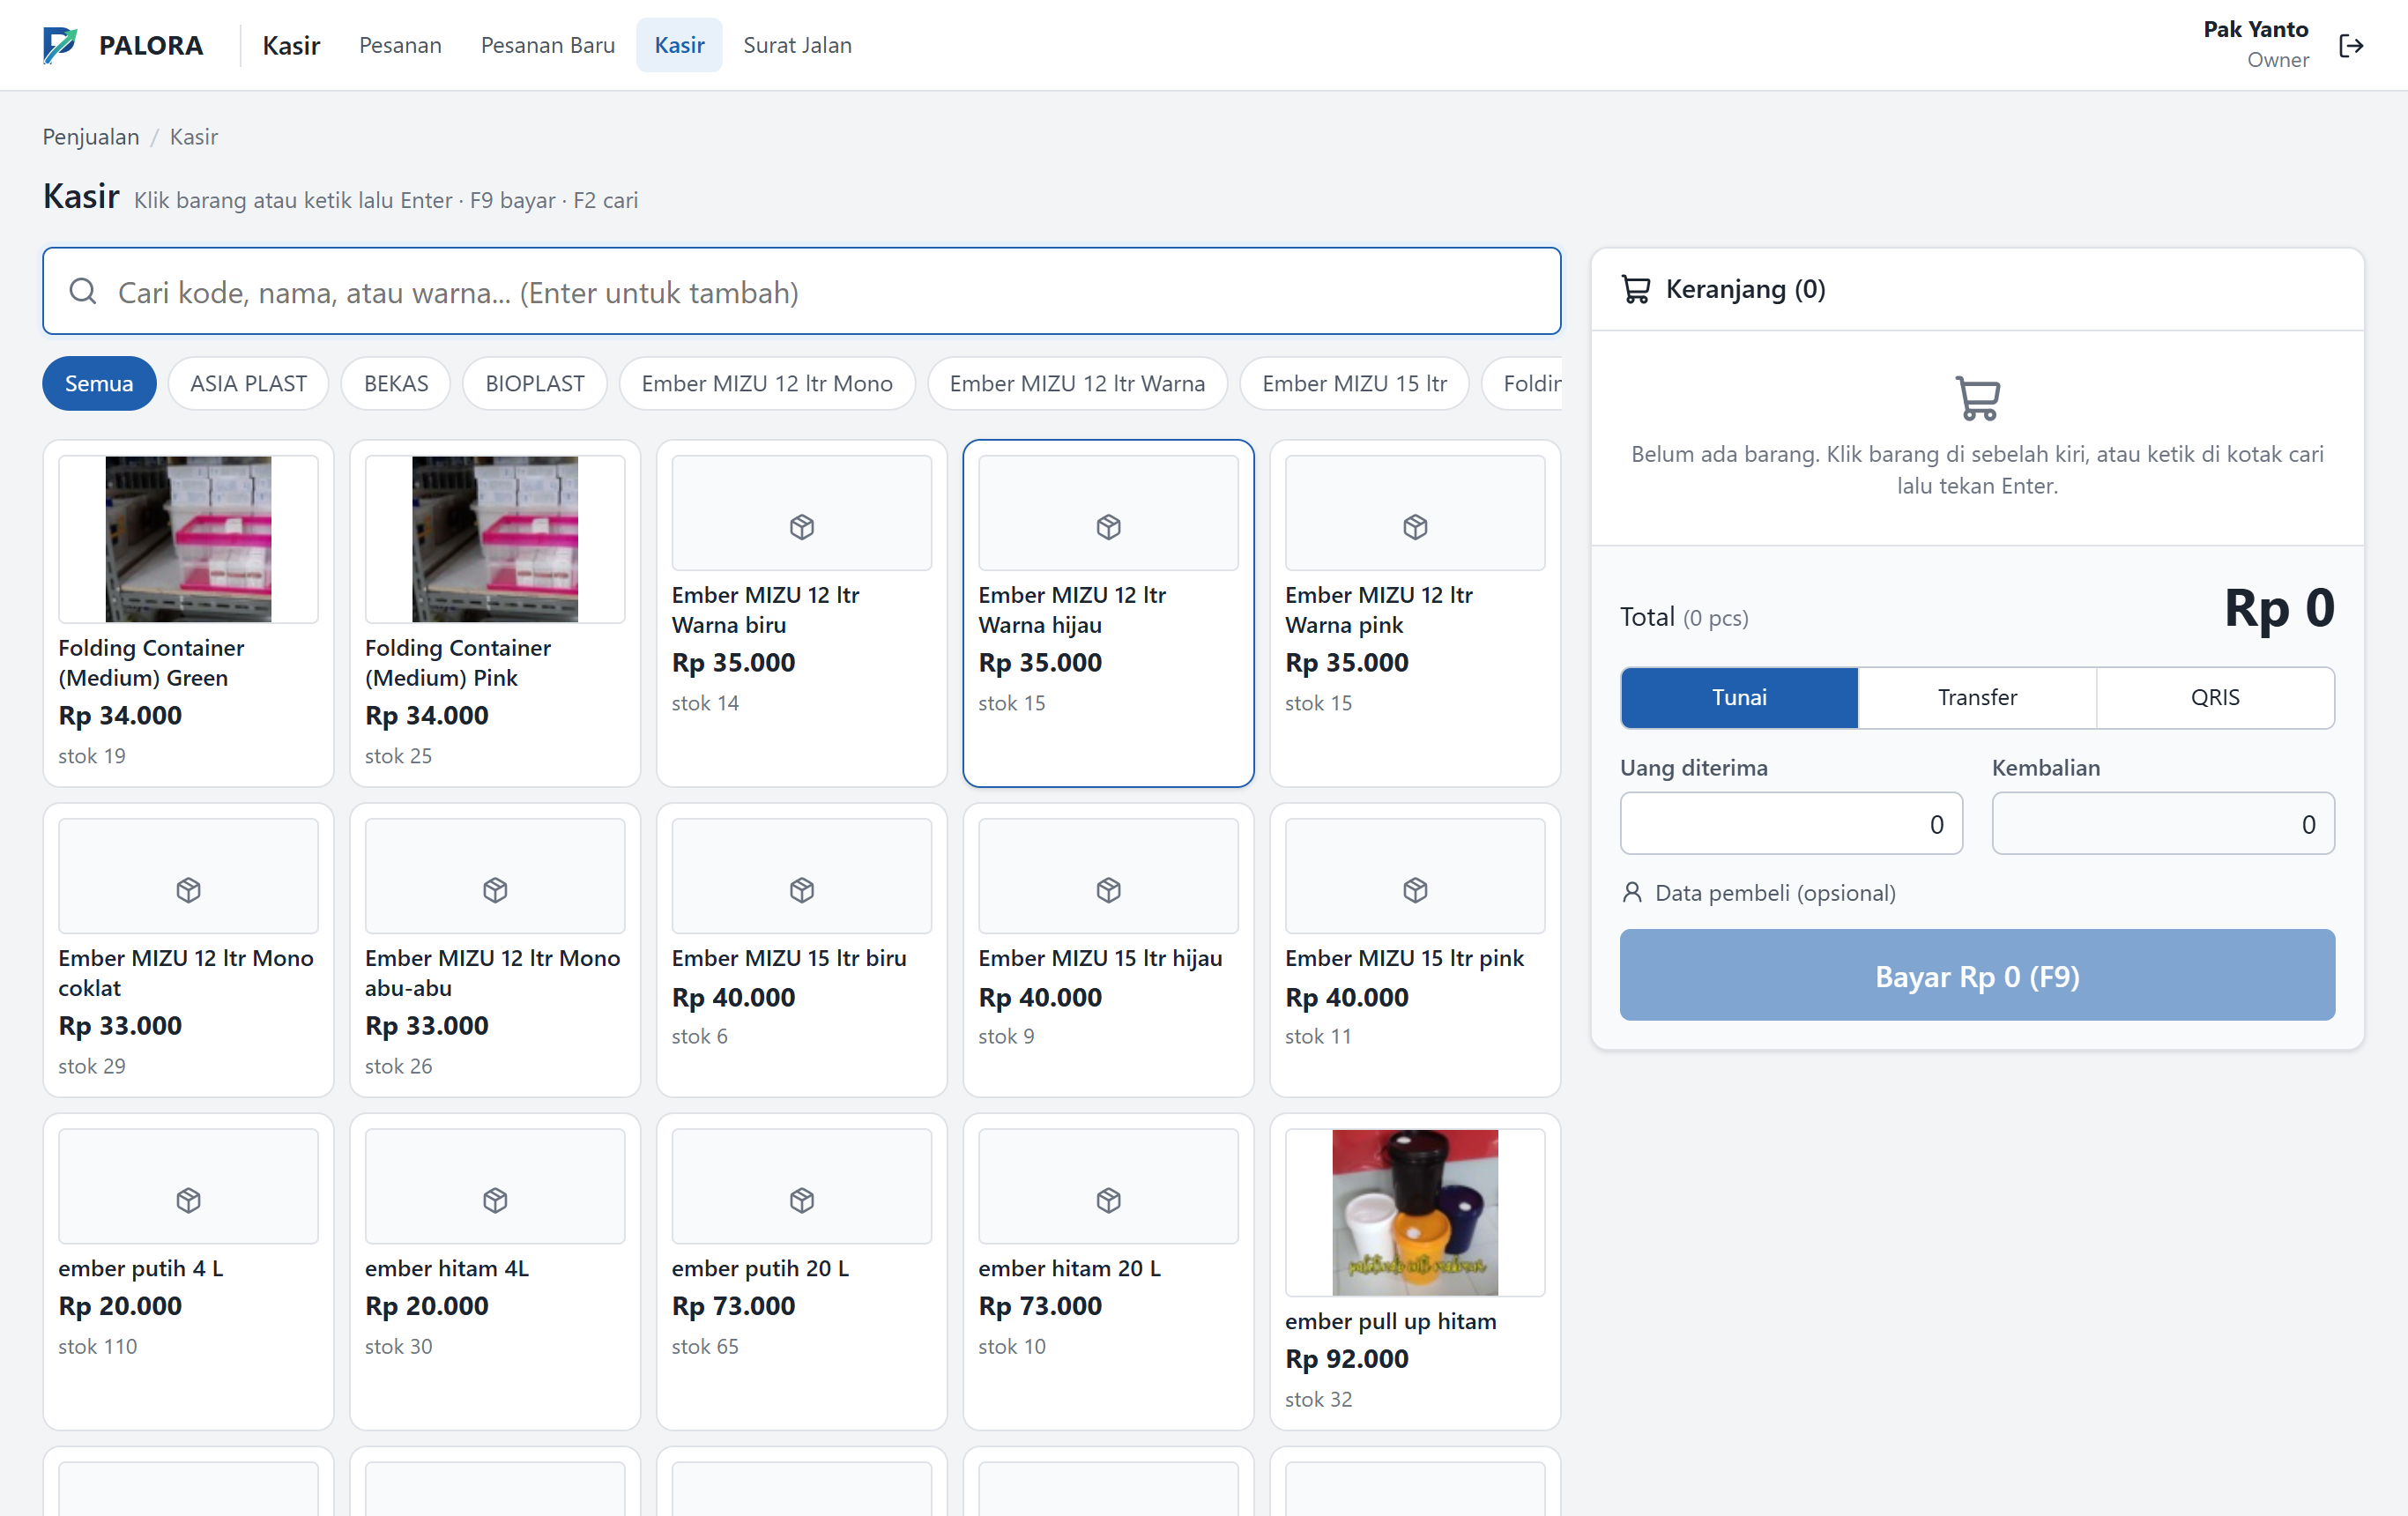 PALORA
Kasir
Pesanan
Pesanan Baru
Kasir
Surat Jalan
Pak Yanto
Owner
Penjualan / Kasir
Kasir
Klik barang atau ketik lalu Enter · F9 bayar · F2 cari
Cari kode, nama, atau warna... (Enter untuk tambah)
Semua
ASIA PLAST
BEKAS
BIOPLAST
Ember MIZU 12 ltr Mono
Ember MIZU 12 ltr Warna
Ember MIZU 15 ltr
Foldin
Folding Container
(Medium) Green
Rp 34.000
stok 19
Folding Container
(Medium) Pink
Rp 34.000
stok 25
Ember MIZU 12 ltr
Warna biru
Rp 35.000
stok 14
Ember MIZU 12 ltr
Warna hijau
Rp 35.000
stok 15
Ember MIZU 12 ltr
Warna pink
Rp 35.000
stok 15
Ember MIZU 12 ltr Mono
coklat
Rp 33.000
stok 29
Ember MIZU 12 ltr Mono
abu-abu
Rp 33.000
stok 26
Ember MIZU 15 ltr biru
Rp 40.000
stok 6
Ember MIZU 15 ltr hijau
Rp 40.000
stok 9
Ember MIZU 15 ltr pink
Rp 40.000
stok 11
ember putih 4 L
Rp 20.000
stok 110
ember hitam 4L
Rp 20.000
stok 30
ember putih 20 L
Rp 73.000
stok 65
ember hitam 20 L
Rp 73.000
stok 10
ember pull up hitam
Rp 92.000
stok 32
Keranjang (0)
Belum ada barang. Klik barang di sebelah kiri, atau ketik di kotak cari
lalu tekan Enter.
Total (0 pcs)
Rp 0
Tunai
Transfer
QRIS
Uang diterima
Kembalian
0
0
Data pembeli (opsional)
Bayar Rp 0 (F9)